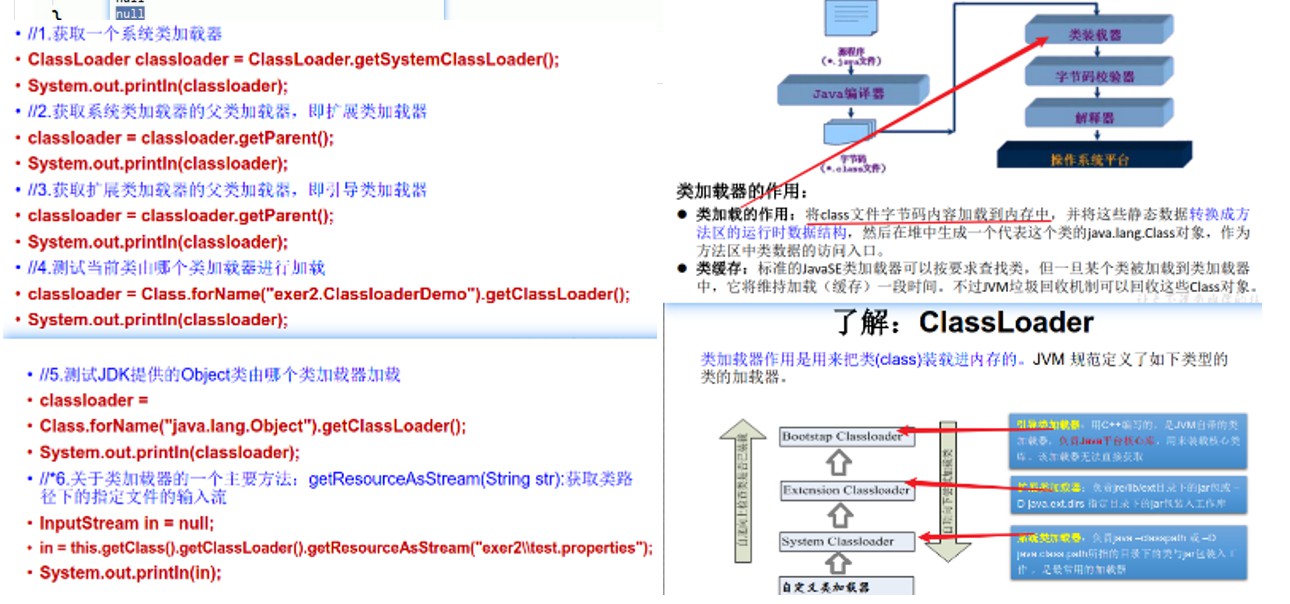 null
}
null
• //1.获取一个系统类加载器
• ClassLoader classloader = ClassLoader.getSystemClassLoader();
• System.out.println(classloader);
• //2.获取系统类加载器的父类加载器，即扩展类加载器
• classloader = classloader.getParent();
• System.out.println(classloader);
• //3.获取扩展类加载器的父类加载器，即引导类加载器
• classloader = classloader.getParent();
• System.out.println(classloader);
• //4.测试当前类由哪个类加载器进行加载
• classloader = Class.forName("exer2.ClassloaderDemo").getClassLoader();
• System.out.println(classloader);
• //5.测试JDK提供的Object类由哪个类加载器加载
• classloader =
• Class.forName("java.lang.Object").getClassLoader();
• System.out.println(classloader);
• //*6.关于类加载器的一个主要方法：getResourceAsStream(String str):获取类路
径下的指定文件的输入流
• InputStream in = null;
• in = this.getClass().getClassLoader().getResourceAsStream("exer2\\test.properties");
• System.out.println(in);
源程序
(*.java文件)
Java编译器
字节码
(*.class文件)
类装载器
字节码校验器
解释器
操作系统平台
类加载器的作用：
● 类加载的作用：将class文件字节码内容加载到内存中，并将这些静态数据转换成方
法区的运行时数据结构，然后在堆中生成一个代表这个类的java.lang.Class对象，作为
方法区中类数据的访问入口。
● 类缓存：标准的JavaSE类加载器可以按要求查找类，但一旦某个类被加载到类加载器
中，它将维持加载（缓存）一段时间。不过JVM垃圾回收机制可以回收这些Class对象。
了解：ClassLoader
类加载器作用是用来把类(class)装载进内存的。JVM 规范定义了如下类型的
类的加载器。
自底向上检查类是否已装载
Bootstap Classloader
Extension Classloader
System Classloader
自定义类加载器
自顶向下尝试加载类
引导类加载器：用C++编写的，是JVM自带的类
加载器，负责Java平台核心库，用来装载核心类
库。该加载器无法直接获取
扩展类加载器：负责jre/lib/ext目录下的jar包或 –
D java.ext.dirs 指定目录下的jar包装入工作库
系统类加载器：负责java –classpath 或 –D
java.class.path所指的目录下的类与jar包装入工
作 ，是最常用的加载器